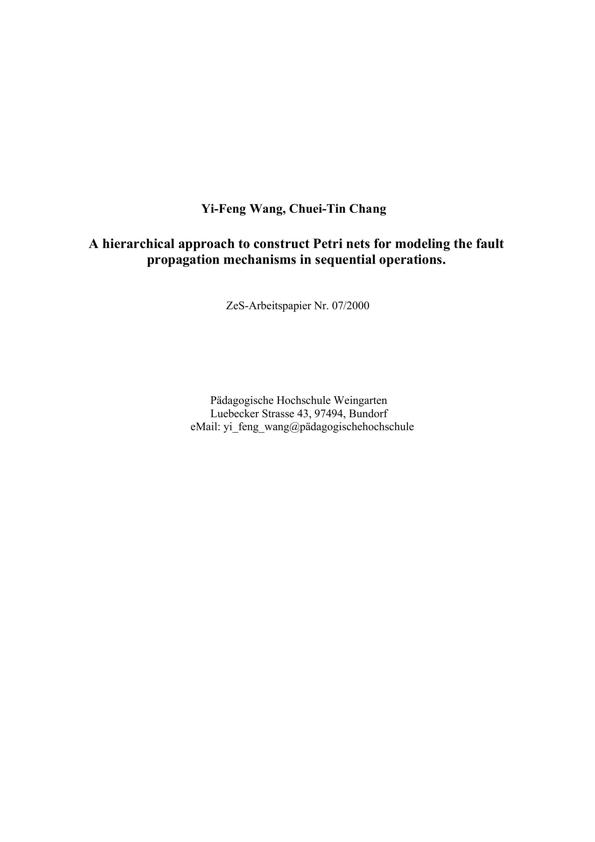 Yi-Feng Wang, Chuei-Tin Chang
A hierarchical approach to construct Petri nets for modeling the fault
propagation mechanisms in sequential operations.
ZeS-Arbeitspapier Nr. 07/2000
Pädagogische Hochschule Weingarten
Luebecker Strasse 43, 97494, Bundorf
eMail: yi_feng_wang@pädagogischehochschule